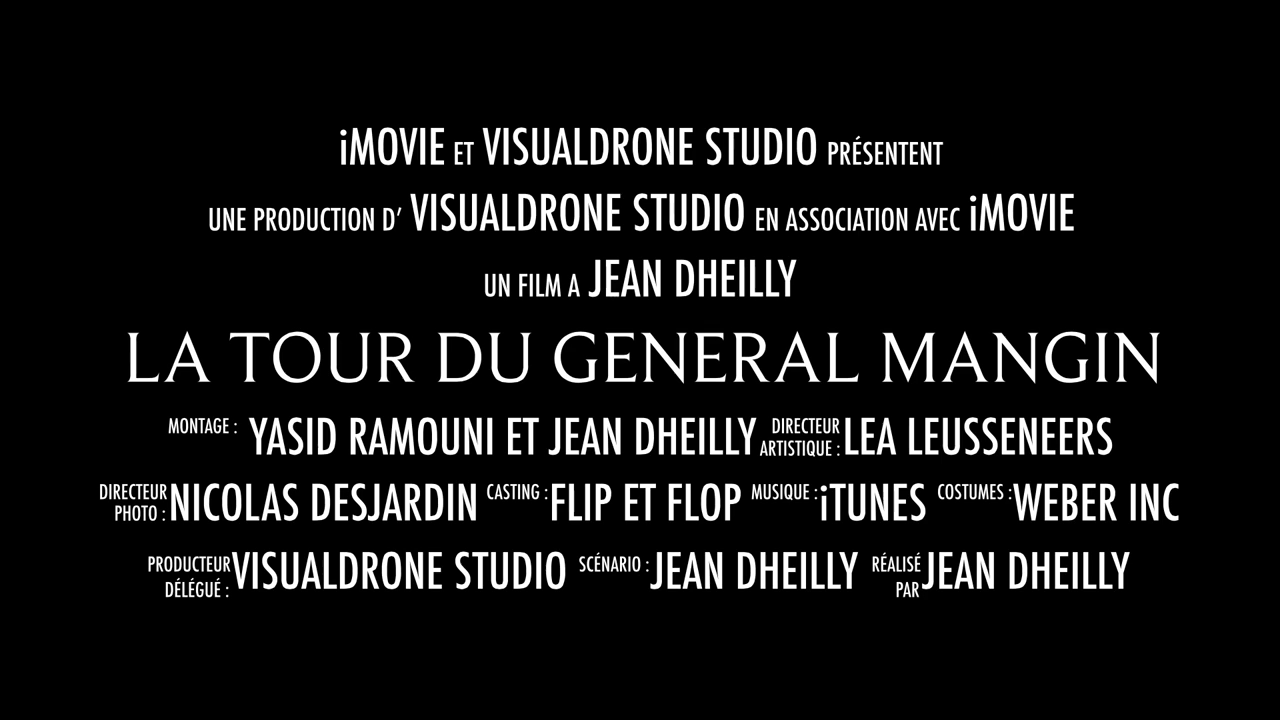 iMOVIE ET VISUALDRONE STUDIO PRÉSENTENT
UNE PRODUCTION D’ VISUALDRONE STUDIO EN ASSOCIATION AVEC iMOVIE
UN FILM A JEAN DHEILLY
LA TOUR DU GENERAL MANGIN
MONTAGE : YASID RAMOUNI ET JEAN DHEILLY DIRECTEUR ARTISTIQUE : LEA LEUSSENEERS
DIRECTEUR PHOTO : NICOLAS DESJARDIN CASTING : FLIP ET FLOP MUSIQUE : iTUNES COSTUMES : WEBER INC
PRODUCTEUR DÉLÉGUÉ : VISUALDRONE STUDIO SCÉNARIO : JEAN DHEILLY RÉALISÉ PAR JEAN DHEILLY